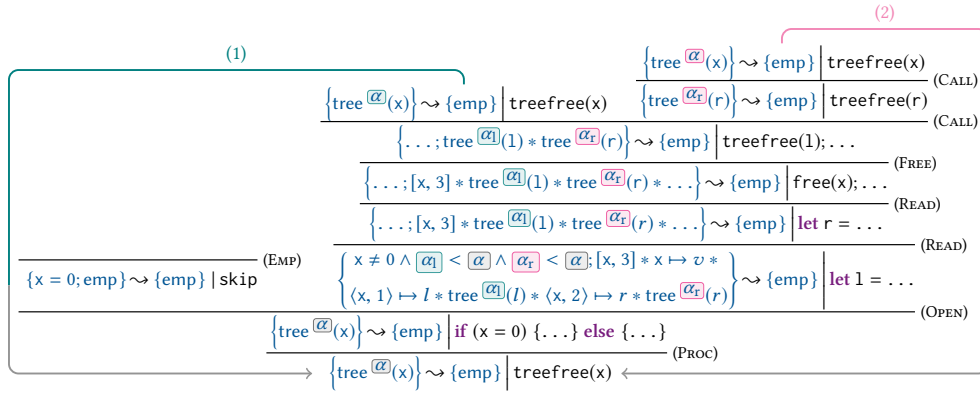 (2)
(1)
{tree^α(x)} ⤳ {emp} | treefree(x)
(Call)
{tree^α(x)} ⤳ {emp} | treefree(x)
{tree^αr(r)} ⤳ {emp} | treefree(r)
(Call)
{...; tree^αl(l) * tree^αr(r)} ⤳ {emp} | treefree(l); ...
(Free)
{...; [x, 3] * tree^αl(l) * tree^αr(r) * ...} ⤳ {emp} | free(x); ...
(Read)
{...; [x, 3] * tree^αl(l) * tree^αr(r) * ...} ⤳ {emp} | let r = ...
(Read)
(Emp)
{x = 0; emp} ⤳ {emp} | skip
{x ≠ 0 ∧ αl < α ∧ αr < α; [x, 3] * x ↦ v *
⟨x, 1⟩ ↦ l * tree^αl(l) * ⟨x, 2⟩ ↦ r * tree^αr(r)} ⤳ {emp} | let l = ...
(Open)
{tree^α(x)} ⤳ {emp} | if (x = 0) {...} else {...}
(Proc)
{tree^α(x)} ⤳ {emp} | treefree(x)